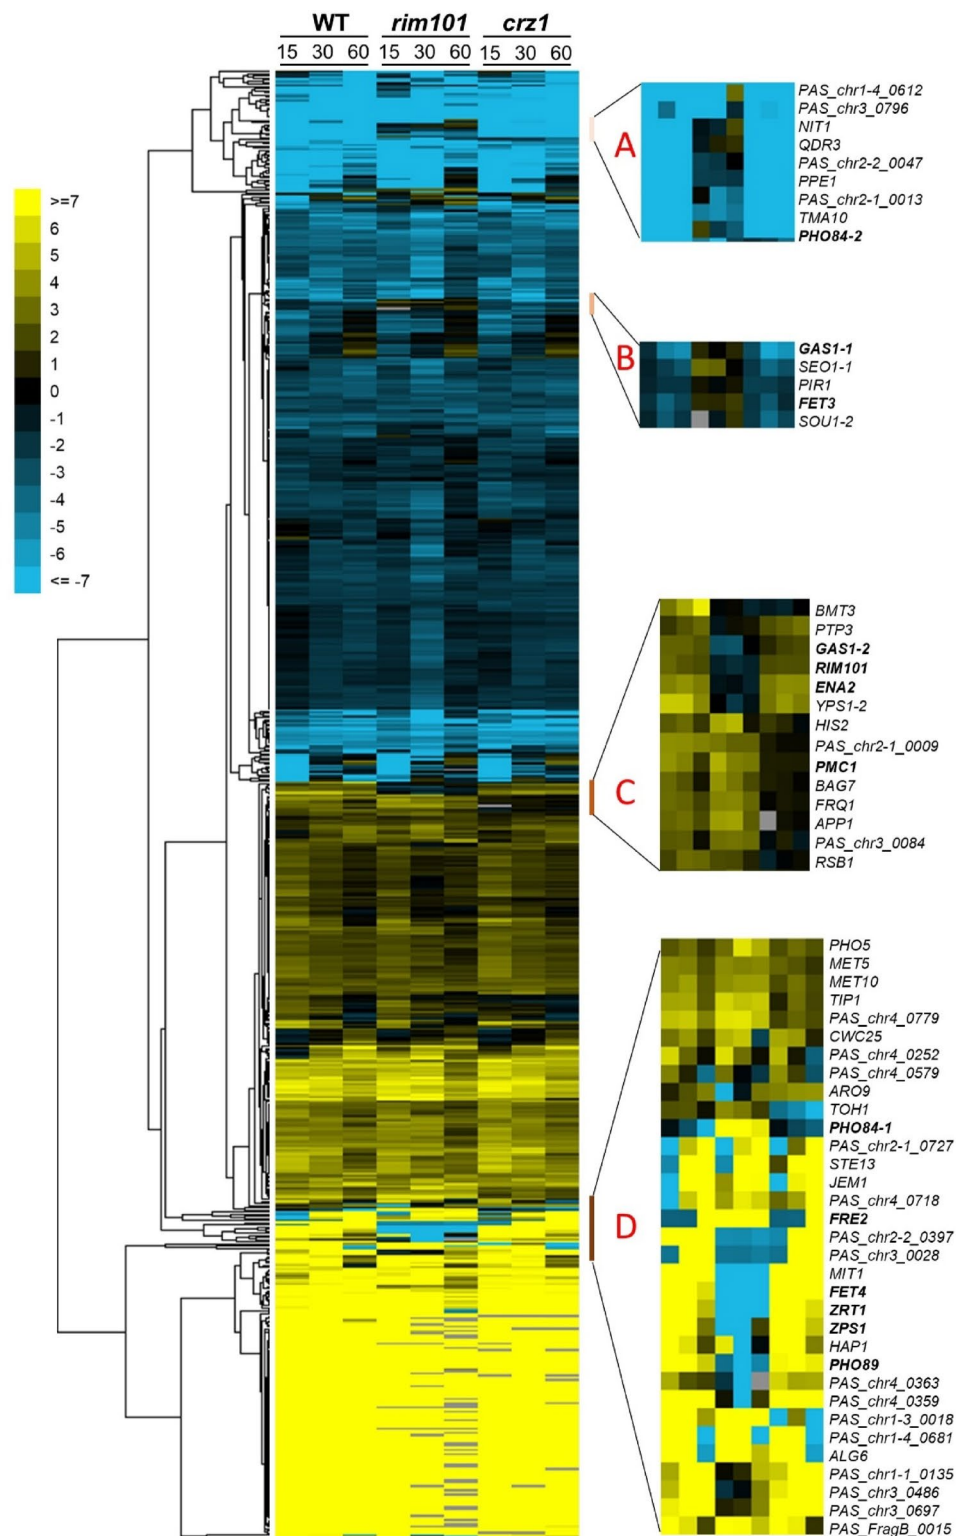 WT rim101 crz1
15 30 60 15 30 60 15 30 60
>=7
6
5
4
3
2
1
0
-1
-2
-3
-4
-5
-6
<= -7
A
PAS_chr1-4_0612
PAS_chr3_0796
NIT1
QDR3
PAS_chr2-2_0047
PPE1
PAS_chr2-1_0013
TMA10
PHO84-2
B
GAS1-1
SEO1-1
PIR1
FET3
SOU1-2
C
BMT3
PTP3
GAS1-2
RIM101
ENA2
YPS1-2
HIS2
PAS_chr2-1_0009
PMC1
BAG7
FRQ1
APP1
PAS_chr3_0084
RSB1
D
PHO5
MET5
MET10
TIP1
PAS_chr4_0779
CWC25
PAS_chr4_0252
PAS_chr4_0579
ARO9
TOH1
PHO84-1
PAS_chr2-1_0727
STE13
JEM1
PAS_chr4_0718
FRE2
PAS_chr2-2_0397
PAS_chr3_0028
MIT1
FET4
ZRT1
ZPS1
HAP1
PHO89
PAS_chr4_0363
PAS_chr4_0359
PAS_chr1-3_0018
PAS_chr1-4_0681
ALG6
PAS_chr1-1_0135
PAS_chr3_0486
PAS_chr3_0697
PAS_FragB_0015